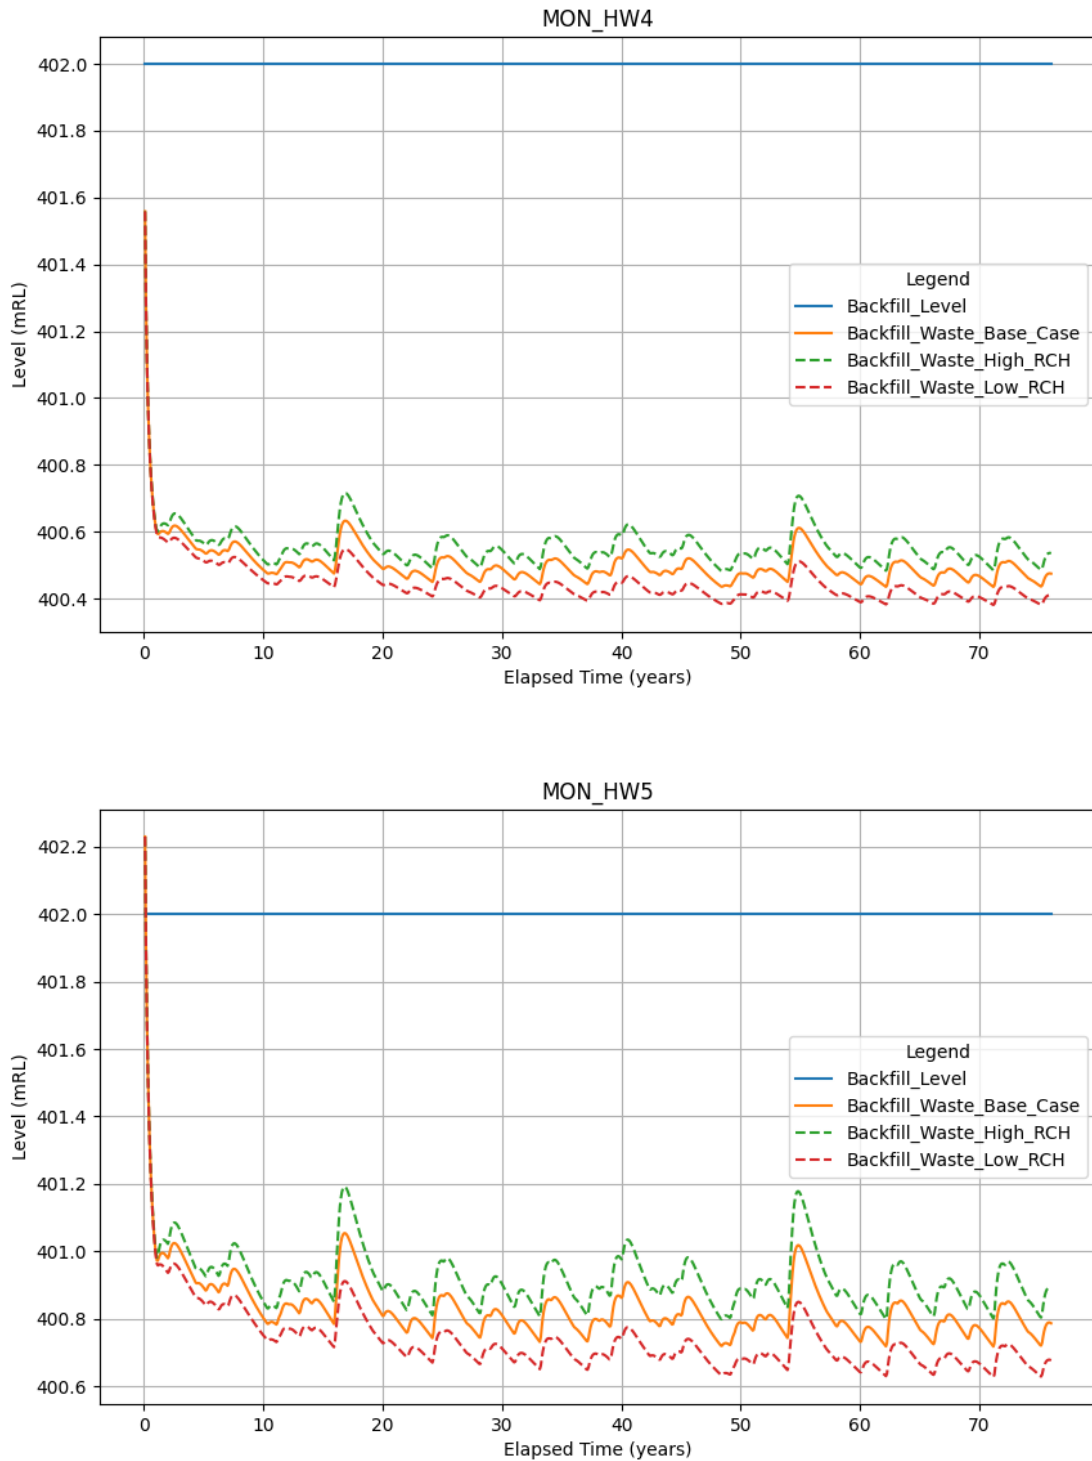 MON_HW4
402.0
401.8
401.6
401.4
401.2
401.0
400.8
400.6
400.4
Level (mRL)
Legend
Backfill_Level
Backfill_Waste_Base_Case
Backfill_Waste_High_RCH
Backfill_Waste_Low_RCH
0 10 20 30 40 50 60 70
Elapsed Time (years)
MON_HW5
402.2
402.0
401.8
401.6
401.4
401.2
401.0
400.8
400.6
Level (mRL)
Legend
Backfill_Level
Backfill_Waste_Base_Case
Backfill_Waste_High_RCH
Backfill_Waste_Low_RCH
0 10 20 30 40 50 60 70
Elapsed Time (years)